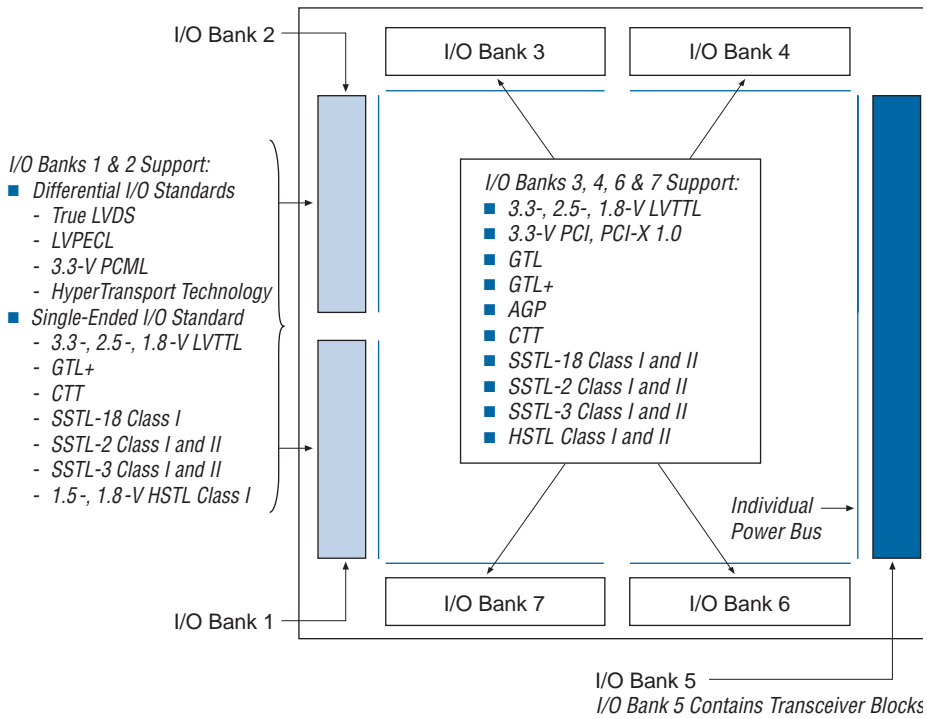 I/O Bank 2
I/O Bank 3
I/O Bank 4
I/O Banks 1 & 2 Support:
■ Differential I/O Standards
- True LVDS
- LVPECL
- 3.3-V PCML
- HyperTransport Technology
■ Single-Ended I/O Standard
- 3.3-, 2.5-, 1.8-V LVTTL
- GTL+
- CTT
- SSTL-18 Class I
- SSTL-2 Class I and II
- SSTL-3 Class I and II
- 1.5-, 1.8-V HSTL Class I
I/O Banks 3, 4, 6 & 7 Support:
■ 3.3-, 2.5-, 1.8-V LVTTL
■ 3.3-V PCI, PCI-X 1.0
■ GTL
■ GTL+
■ AGP
■ CTT
■ SSTL-18 Class I and II
■ SSTL-2 Class I and II
■ SSTL-3 Class I and II
■ HSTL Class I and II
Individual
Power Bus
I/O Bank 7
I/O Bank 6
I/O Bank 1
I/O Bank 5
I/O Bank 5 Contains Transceiver Blocks